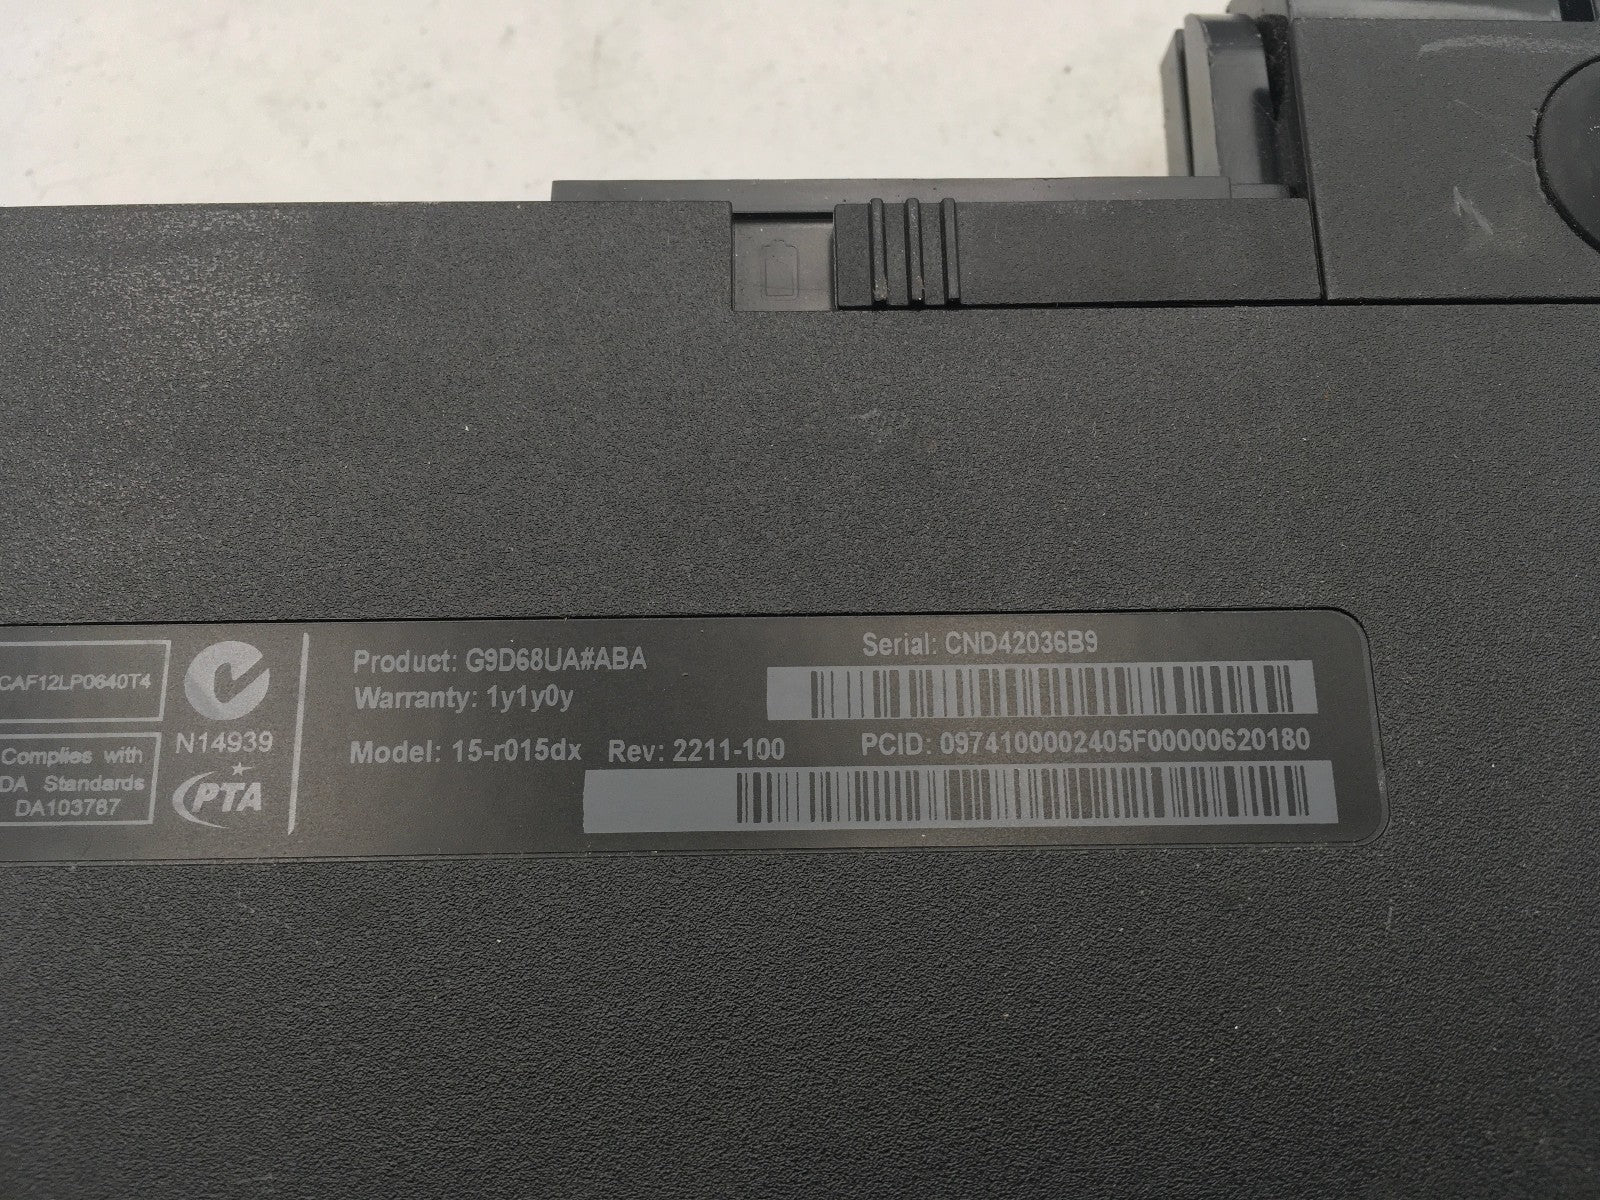 CAF12LP0640T4
Complies with
DA Standards
DA103787
N14939
PTA
Product: G9D68UA#ABA
Warranty: 1y1y0y
Model: 15-r015dx Rev: 2211-100
Serial: CND42036B9
PCID: 0974100002405F00000620180